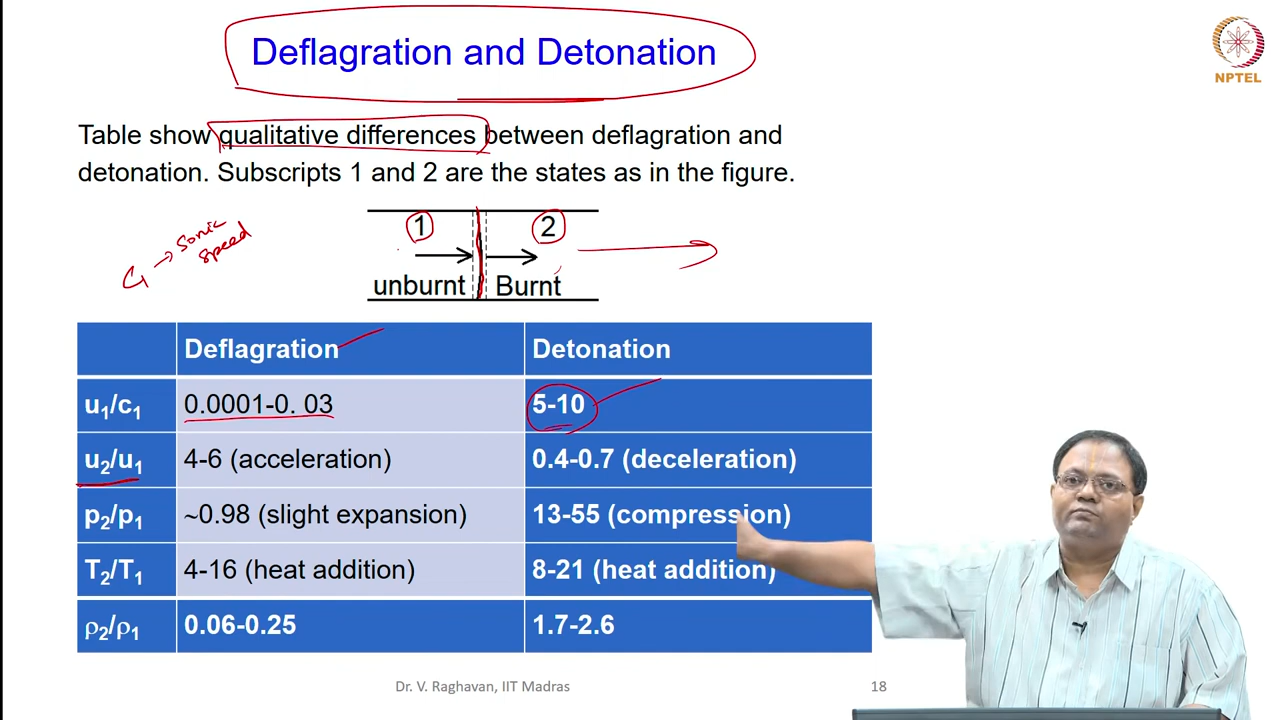 Deflagration and Detonation
NPTEL
Table show qualitative differences between deflagration and
detonation. Subscripts 1 and 2 are the states as in the figure.
C₁ → Sonic
speed
1 2
unburnt Burnt
Deflagration Detonation
u₁/c₁ 0.0001-0. 03 5-10
u₂/u₁ 4-6 (acceleration) 0.4-0.7 (deceleration)
p₂/p₁ ~0.98 (slight expansion) 13-55 (compression)
T₂/T₁ 4-16 (heat addition) 8-21 (heat addition)
ρ₂/ρ₁ 0.06-0.25 1.7-2.6
Dr. V. Raghavan, IIT Madras 18